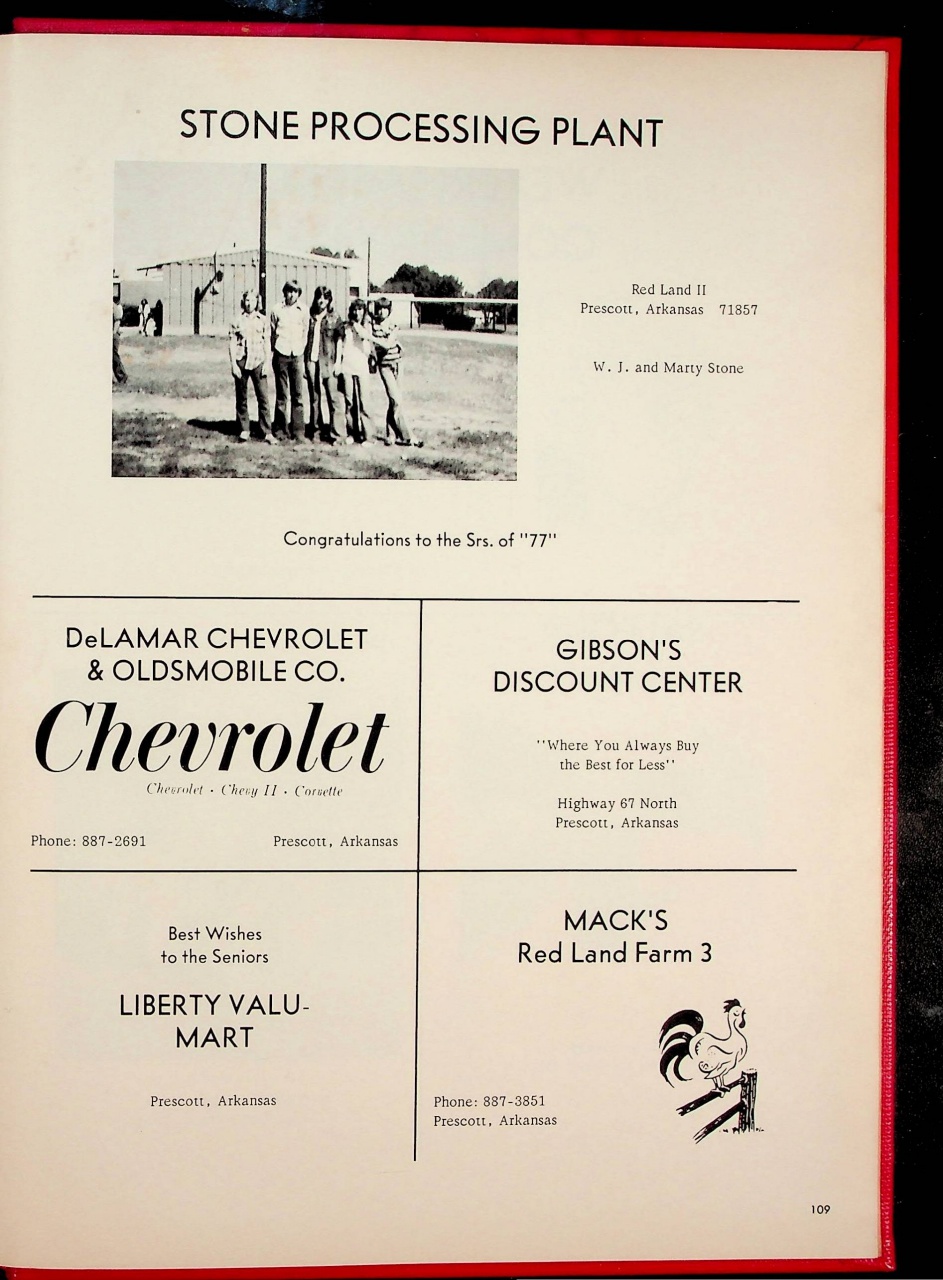 STONE PROCESSING PLANT
Red Land II
Prescott, Arkansas 71857
W. J. and Marty Stone
Congratulations to the Srs. of "77"
DeLAMAR CHEVROLET
& OLDSMOBILE CO.
Chevrolet
Chevrolet · Chevy II · Corvette
Phone: 887-2691 Prescott, Arkansas
GIBSON'S
DISCOUNT CENTER
"Where You Always Buy
the Best for Less"
Highway 67 North
Prescott, Arkansas
Best Wishes
to the Seniors
LIBERTY VALU-
MART
Prescott, Arkansas
MACK'S
Red Land Farm 3
Phone: 887-3851
Prescott, Arkansas
109